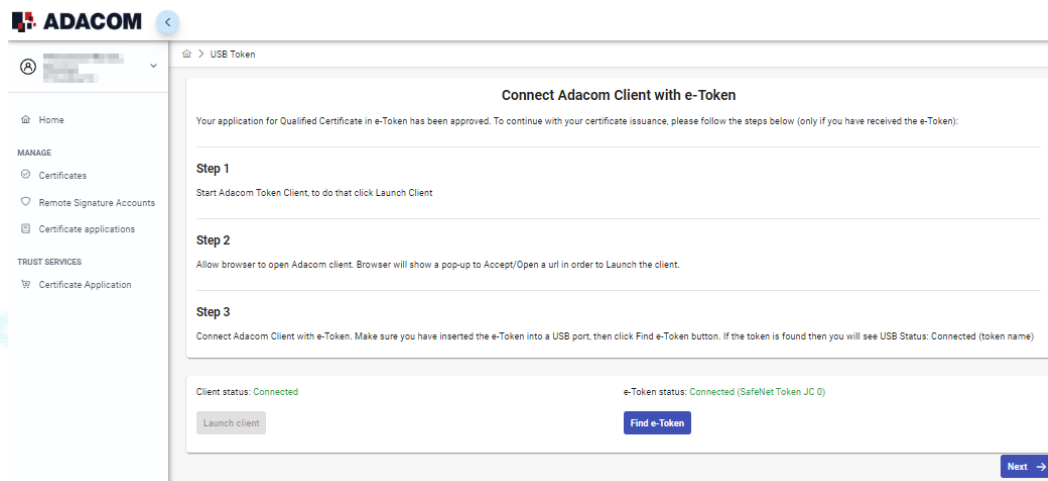 ADACOM
USB Token
Home
MANAGE
Certificates
Remote Signature Accounts
Certificate applications
TRUST SERVICES
Certificate Application
Connect Adacom Client with e-Token
Your application for Qualified Certificate in e-Token has been approved. To continue with your certificate issuance, please follow the steps below (only if you have received the e-Token):
Step 1
Start Adacom Token Client, to do that click Launch Client
Step 2
Allow browser to open Adacom client. Browser will show a pop-up to Accept/Open a url in order to Launch the client.
Step 3
Connect Adacom Client with e-Token. Make sure you have inserted the e-Token into a USB port, then click Find e-Token button. If the token is found then you will see USB Status: Connected (token name)
Client status: Connected
Launch client
e-Token status: Connected (SafeNet Token JC 0)
Find e-Token
Next →